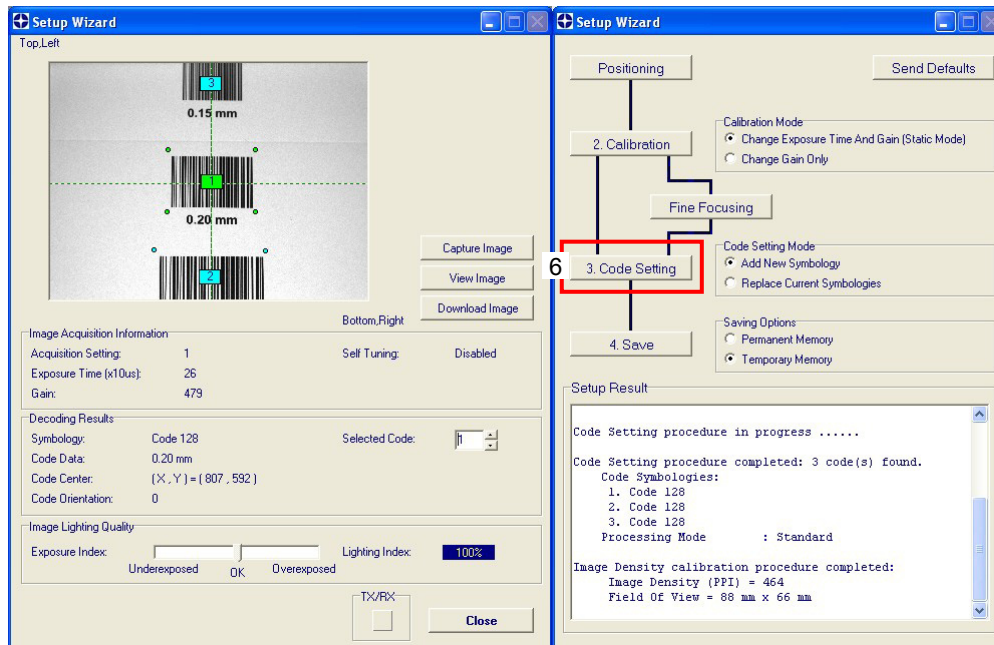 Setup Wizard
Top,Left
3
0.15 mm
1
0.20 mm
2
Capture Image
View Image
Download Image
Bottom,Right
Image Acquisition Information
Acquisition Setting: 1 Self Tuning: Disabled
Exposure Time (x10us): 26
Gain: 479
Decoding Results
Symbology: Code 128 Selected Code: 1
Code Data: 0.20 mm
Code Center: (X,Y) = (807 , 592)
Code Orientation: 0
Image Lighting Quality
Exposure Index: Lighting Index: 100%
Underexposed OK Overexposed
TX/RX
Close
Setup Wizard
Positioning Send Defaults
Calibration Mode
2. Calibration
Change Exposure Time And Gain (Static Mode)
Change Gain Only
Fine Focusing
Code Setting Mode
6 3. Code Setting
Add New Symbology
Replace Current Symbologies
Saving Options
4. Save
Permanent Memory
Temporary Memory
Setup Result
Code Setting procedure in progress ......
Code Setting procedure completed: 3 code(s) found.
Code Symbologies:
1. Code 128
2. Code 128
3. Code 128
Processing Mode : Standard
Image Density calibration procedure completed:
Image Density (PPI) = 464
Field Of View = 88 mm x 66 mm